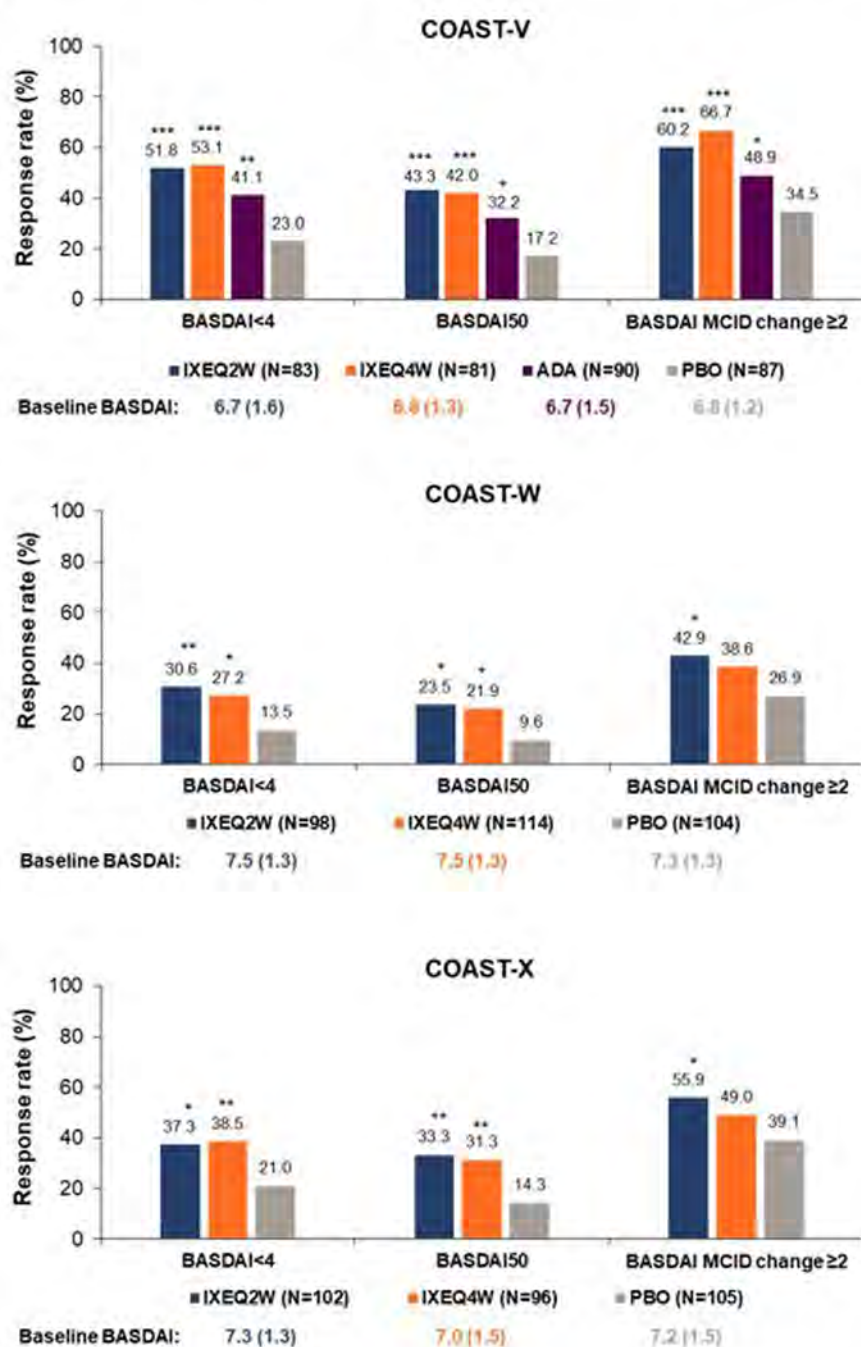 COAST-V
Response rate (%)
100
80
60
40
20
0
*** *** **
51.8 53.1 41.1 23.0
*** *** *
43.3 42.0 32.2 17.2
*** *** *
60.2 66.7 48.9 34.5
BASDAI<4 BASDAI50 BASDAI MCID change≥2
IXEQ2W (N=83) IXEQ4W (N=81) ADA (N=90) PBO (N=87)
Baseline BASDAI: 6.7 (1.6) 6.8 (1.3) 6.7 (1.5) 6.8 (1.2)
COAST-W
Response rate (%)
100
80
60
40
20
0
** *
30.6 27.2 13.5
* *
23.5 21.9 9.6
*
42.9 38.6 26.9
BASDAI<4 BASDAI50 BASDAI MCID change≥2
IXEQ2W (N=98) IXEQ4W (N=114) PBO (N=104)
Baseline BASDAI: 7.5 (1.3) 7.5 (1.3) 7.3 (1.3)
COAST-X
Response rate (%)
100
80
60
40
20
0
* **
37.3 38.5 21.0
** **
33.3 31.3 14.3
*
55.9 49.0 39.1
BASDAI<4 BASDAI50 BASDAI MCID change≥2
IXEQ2W (N=102) IXEQ4W (N=96) PBO (N=105)
Baseline BASDAI: 7.3 (1.3) 7.0 (1.5) 7.2 (1.5)